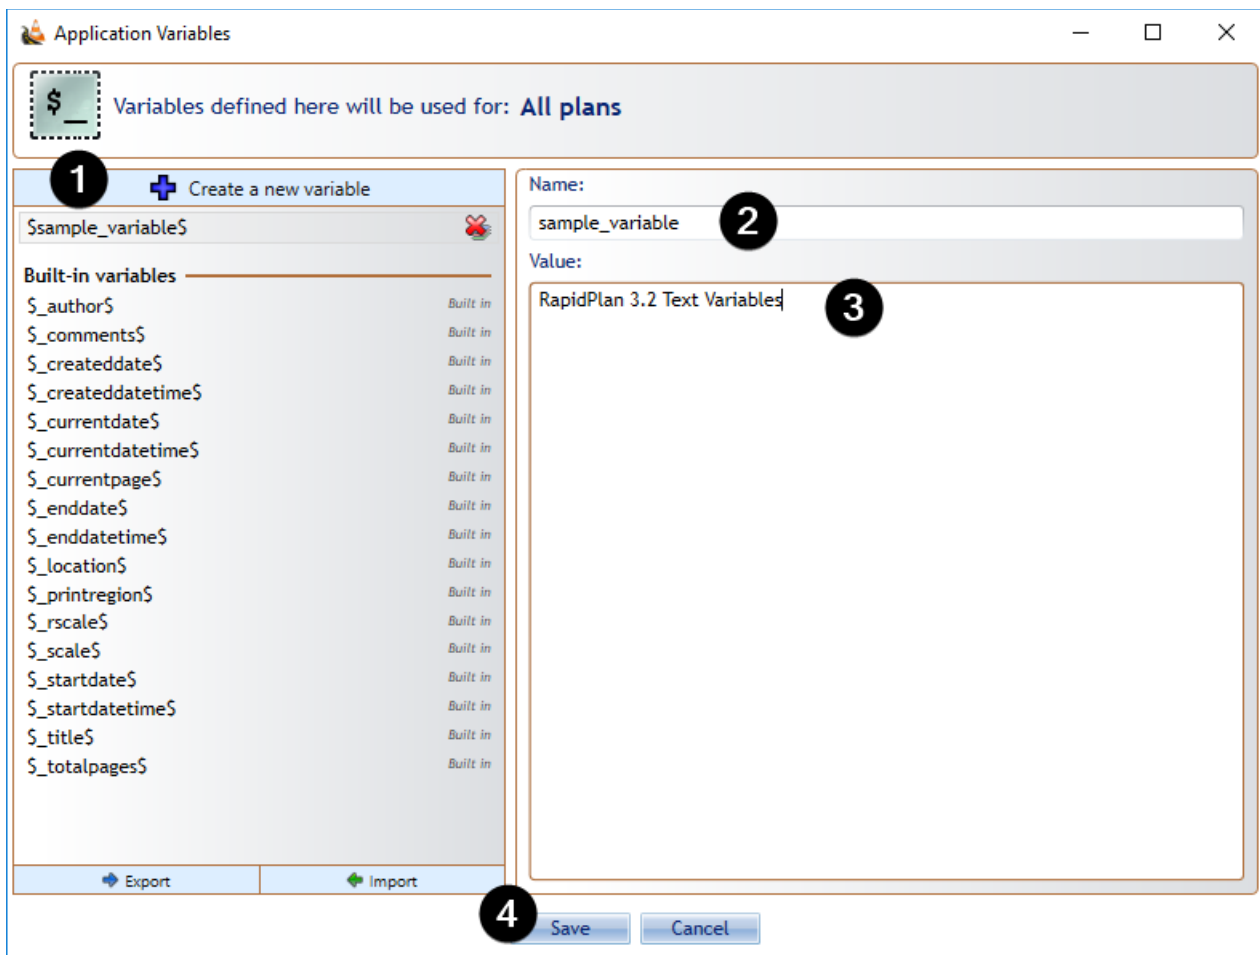 Application Variables
$_
Variables defined here will be used for: All plans
1
Create a new variable
$sample_variable$
Built-in variables
$_author$ Built in
$_comments$ Built in
$_createddate$ Built in
$_createddatetime$ Built in
$_currentdate$ Built in
$_currentdatetime$ Built in
$_currentpage$ Built in
$_enddate$ Built in
$_enddatetime$ Built in
$_location$ Built in
$_printregion$ Built in
$_rscale$ Built in
$_scale$ Built in
$_startdate$ Built in
$_startdatetime$ Built in
$_title$ Built in
$_totalpages$ Built in
Export Import
Name:
sample_variable 2
Value:
RapidPlan 3.2 Text Variables 3
4 Save Cancel